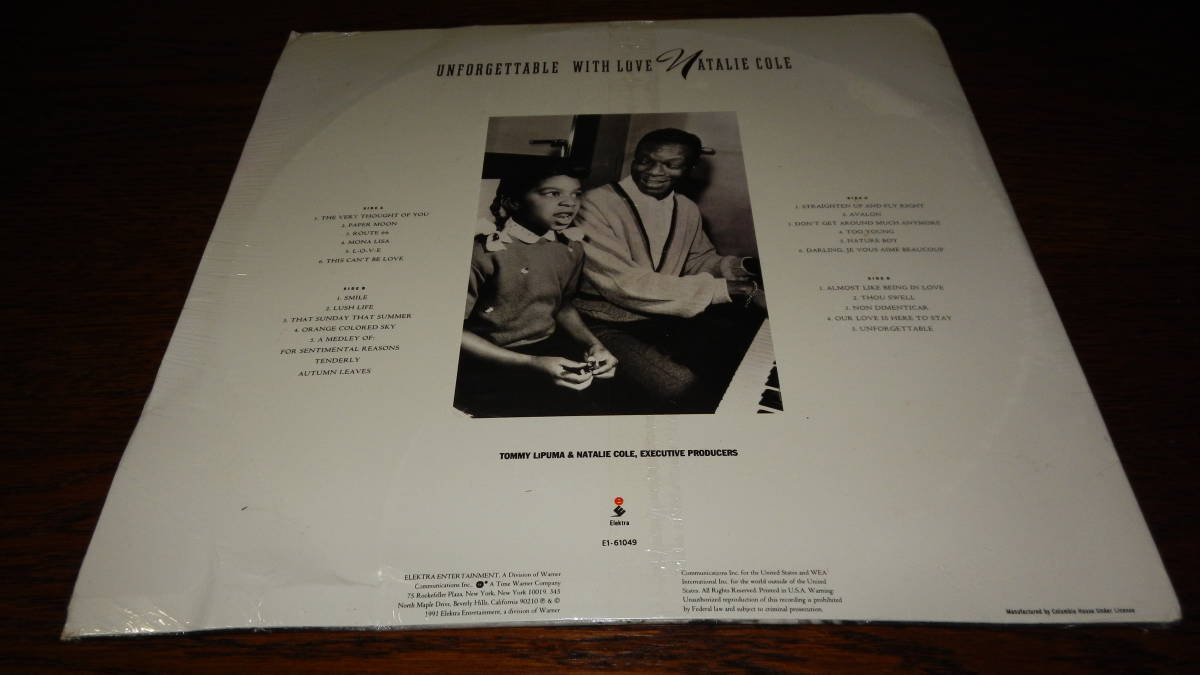 UNFORGETTABLE WITH LOVE NATALIE COLE
SIDE A
1. THE VERY THOUGHT OF YOU
2. PAPER MOON
3. ROUTE 66
4. MONA LISA
5. L-O-V-E
6. THIS CAN'T BE LOVE
SIDE B
1. SMILE
2. LUSH LIFE
3. THAT SUNDAY THAT SUMMER
4. ORANGE COLORED SKY
5. A MEDLEY OF:
FOR SENTIMENTAL REASONS
TENDERLY
AUTUMN LEAVES
SIDE C
1. STRAIGHTEN UP AND FLY RIGHT
2. AVALON
3. DON'T GET AROUND MUCH ANYMORE
4. TOO YOUNG
5. NATURE BOY
6. DARLING, JE VOUS AIME BEAUCOUP
SIDE D
1. ALMOST LIKE BEING IN LOVE
2. THOU SWELL
3. NON DIMENTICAR
4. OUR LOVE IS HERE TO STAY
5. UNFORGETTABLE
TOMMY LiPUMA & NATALIE COLE, EXECUTIVE PRODUCERS
Elektra
E1-61049
ELEKTRA ENTERTAINMENT, A Division of Warner
Communications Inc., A Time Warner Company
75 Rockefeller Plaza, New York, New York 10019. 345
North Maple Drive, Beverly Hills, California 90210 ℗ & ©
1991 Elektra Entertainment, a division of Warner
Communications Inc. for the United States and WEA
International Inc. for the world outside of the United
States. All Rights Reserved. Printed in U.S.A. Warning:
Unauthorized reproduction of this recording is prohibited
by Federal law and subject to criminal prosecution.
Manufactured by Columbia House Under License